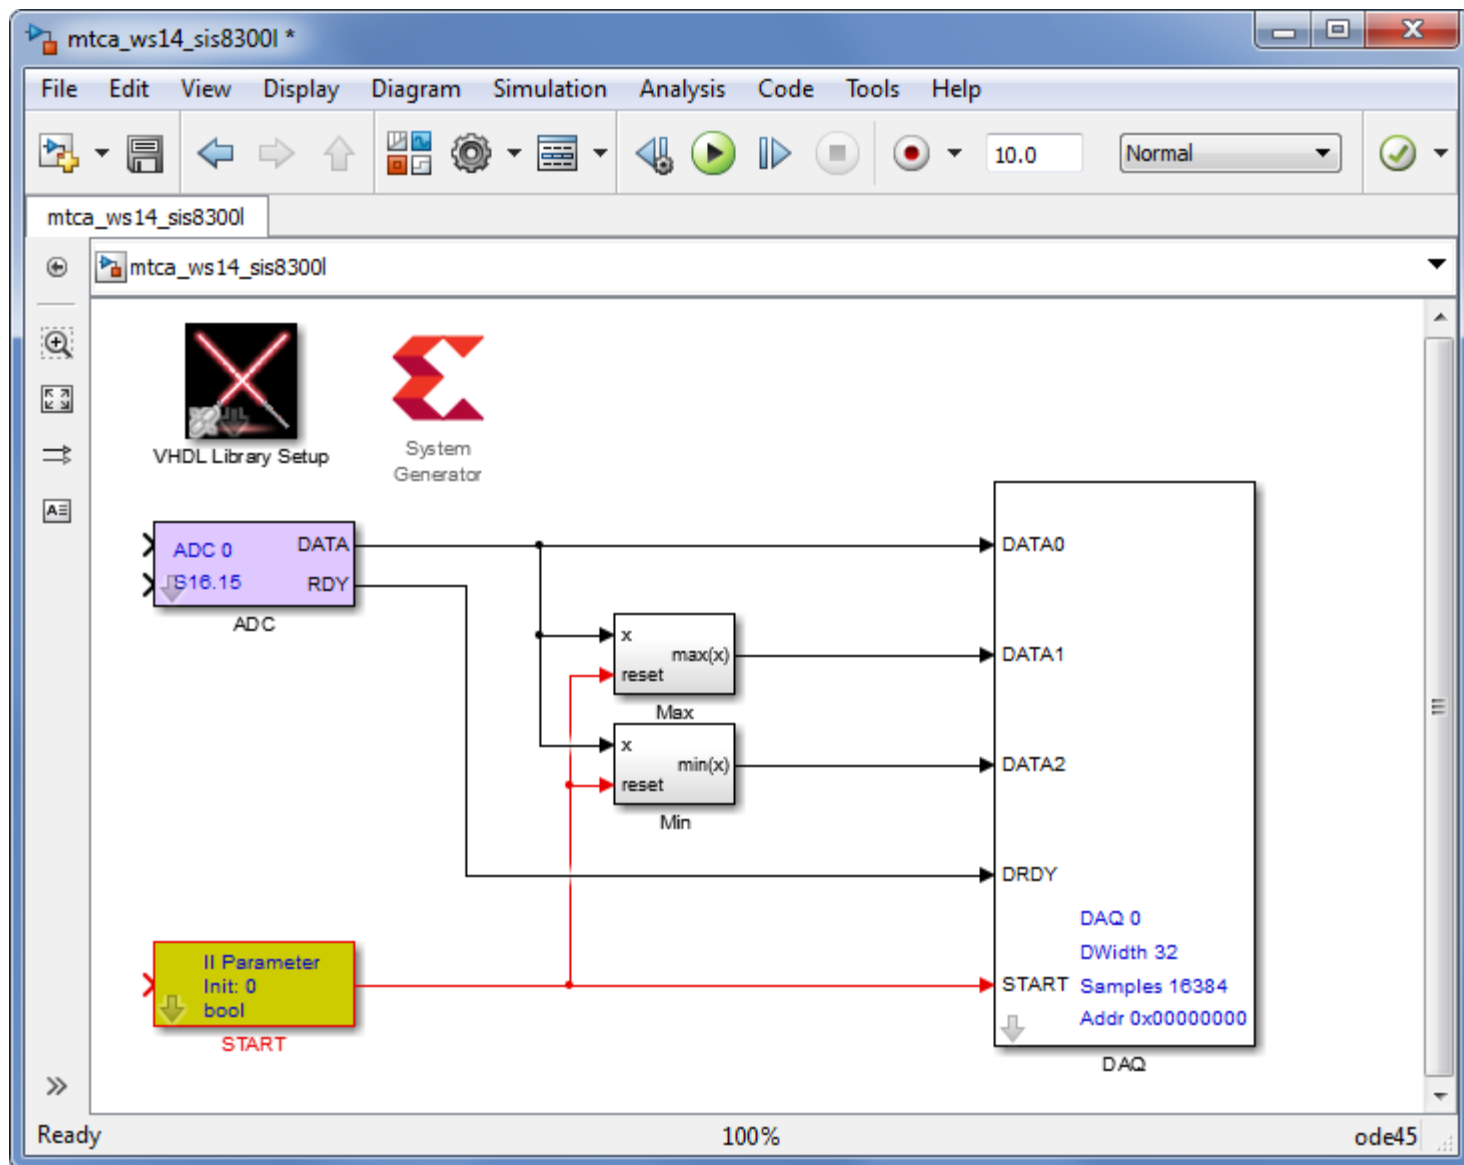 mtca_ws14_sis8300l *
File Edit View Display Diagram Simulation Analysis Code Tools Help
10.0 Normal
mtca_ws14_sis8300l
mtca_ws14_sis8300l
VHDL Library Setup
System
Generator
ADC 0 DATA
S16.15 RDY
ADC
x
max(x)
reset
Max
x
min(x)
reset
Min
DATA0
DATA1
DATA2
DRDY
DAQ 0
DWidth 32
START Samples 16384
Addr 0x00000000
DAQ
II Parameter
Init: 0
bool
START
Ready 100% ode45